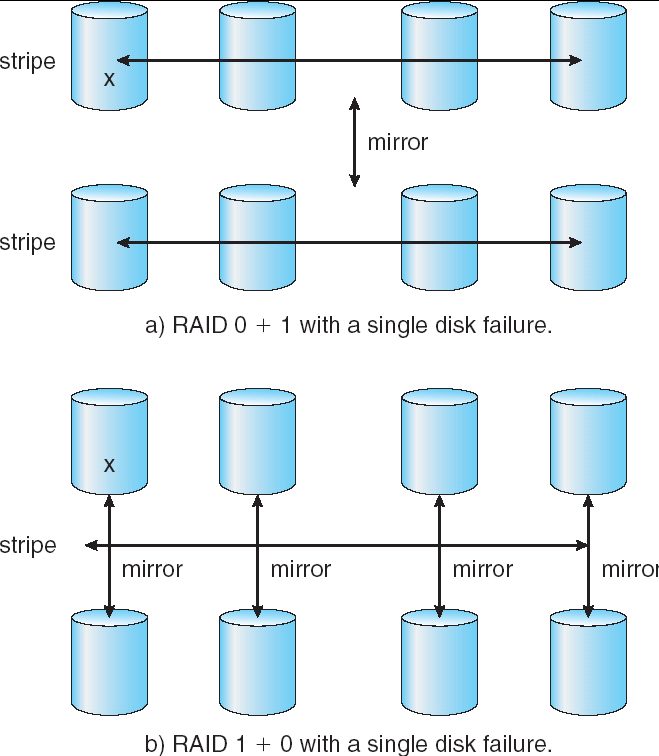 stripe
x
mirror
stripe
a) RAID 0 + 1 with a single disk failure.
x
stripe
mirror mirror mirror mirror
b) RAID 1 + 0 with a single disk failure.